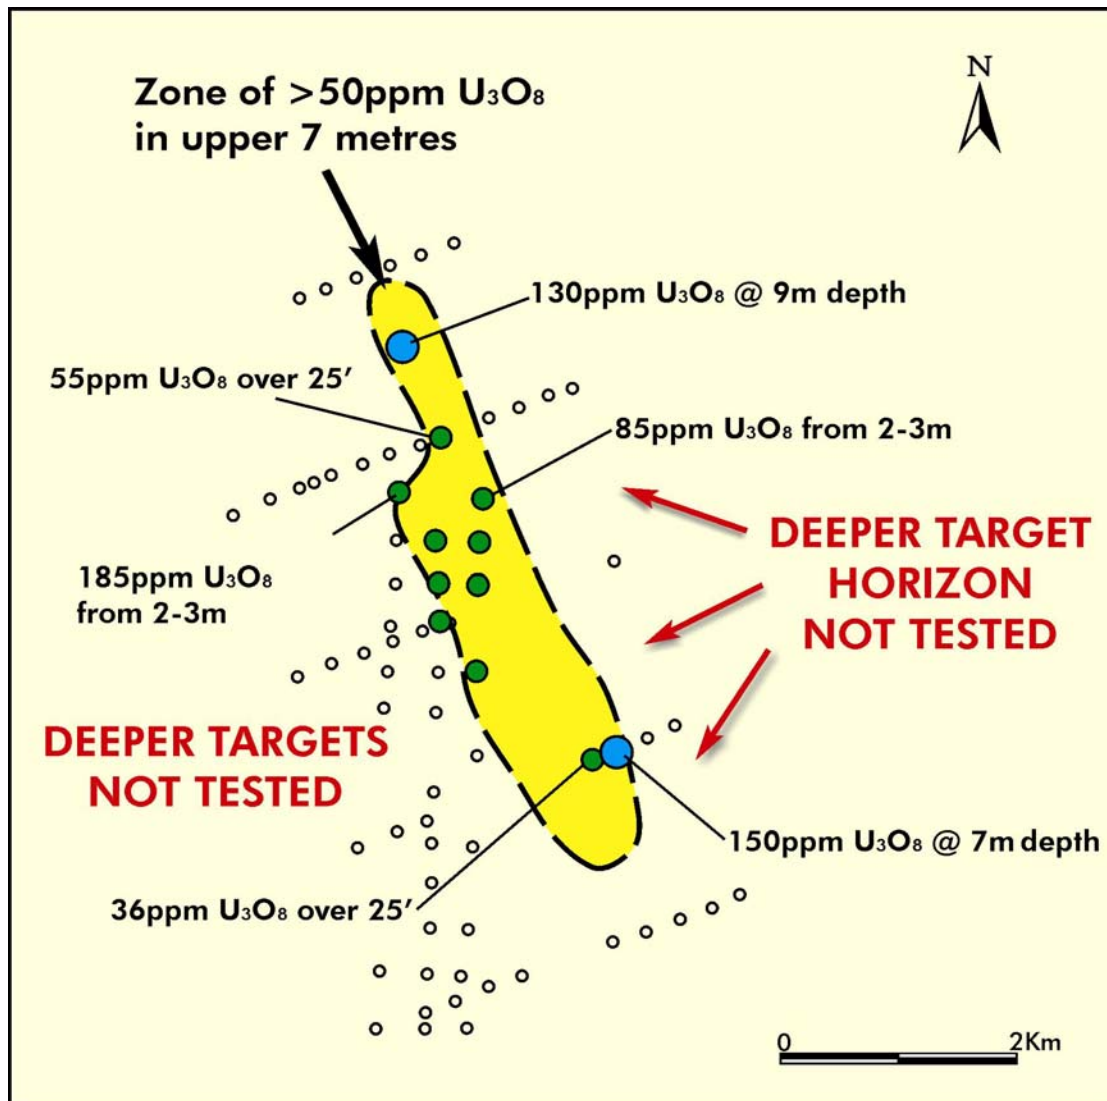 Zone of >50ppm U₃O₈
in upper 7 metres
N
130ppm U₃O₈ @ 9m depth
55ppm U₃O₈ over 25'
85ppm U₃O₈ from 2-3m
DEEPER TARGET
HORIZON
NOT TESTED
185ppm U₃O₈
from 2-3m
DEEPER TARGETS
NOT TESTED
150ppm U₃O₈ @ 7m depth
36ppm U₃O₈ over 25'
0 2Km